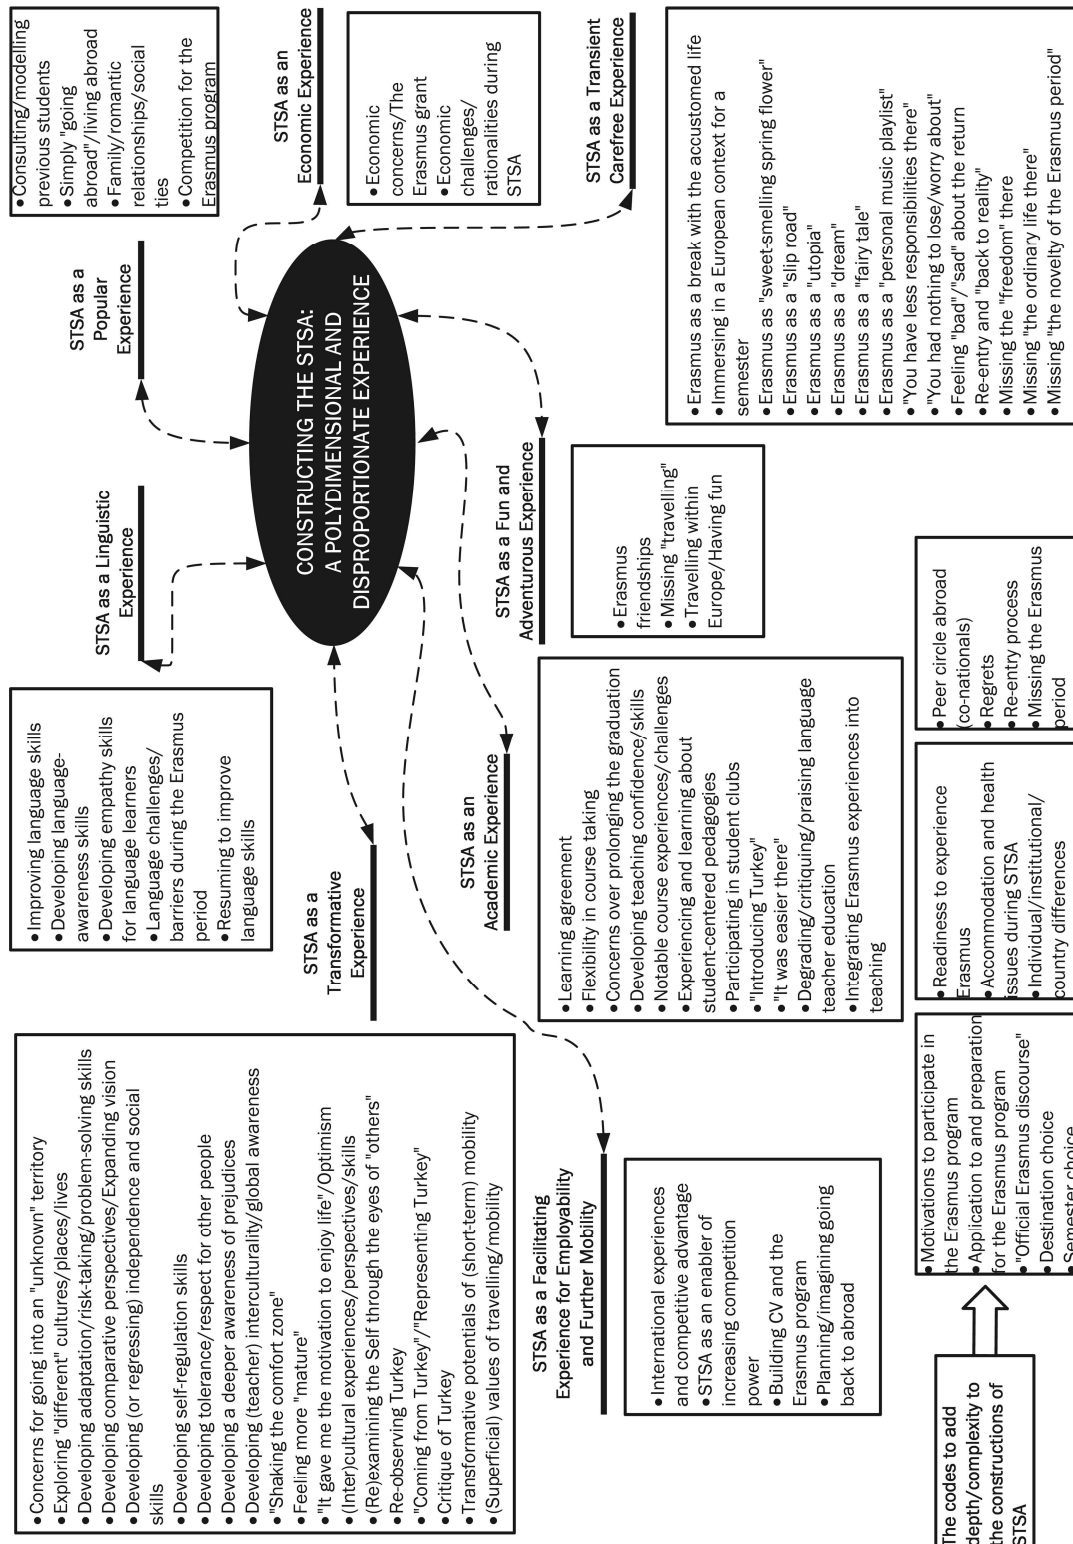 • Concerns for going into an "unknown" territory
• Exploring "different" cultures/places/lives
• Developing adaptation/risk-taking/problem-solving skills
• Developing comparative perspectives/Expanding vision
• Developing (or regressing) independence and social
skills
• Developing self-regulation skills
• Developing tolerance/respect for other people
• Developing a deeper awareness of prejudices
• Developing (teacher) interculturality/global awareness
• "Shaking the comfort zone"
• Feeling more "mature"
• "It gave me the motivation to enjoy life"/Optimism
• (Inter)cultural experiences/perspectives/skills
• (Re)examining the Self through the eyes of "others"
• Re-observing Turkey
• "Coming from Turkey"/"Representing Turkey"
• Critique of Turkey
• Transformative potentials of (short-term) mobility
• (Superficial) values of travelling/mobility
• Improving language skills
• Developing language-
awareness skills
• Developing empathy skills
for language learners
• Language challenges/
barriers during the Erasmus
period
• Resuming to improve
language skills
• Consulting/modelling
previous students
• Simply "going
abroad"/living abroad
• Family/romantic
relationships/social
ties
• Competition for the
Erasmus program
STSA as a Linguistic
Experience
STSA as a
Popular
Experience
STSA as a
Transformative
Experience
CONSTRUCTING THE STSA:
A POLYDIMENSIONAL AND
DISPROPORTIONATE EXPERIENCE
STSA as an
Economic Experience
• Economic
concerns/The
Erasmus grant
• Economic
challenges/
rationalities during
STSA
STSA as a Facilitating
Experience for Employability
and Further Mobility
STSA as an
Academic Experience
STSA as a Fun and
Adventurous Experience
STSA as a Transient
Carefree Experience
• International experiences
and competitive advantage
• STSA as an enabler of
increasing competition
power
• Building CV and the
Erasmus program
• Planning/imagining going
back to abroad
• Learning agreement
• Flexibility in course taking
• Concerns over prolonging the graduation
• Developing teaching confidence/skills
• Notable course experiences/challenges
• Experiencing and learning about
student-centered pedagogies
• Participating in student clubs
• "Introducing Turkey"
• "It was easier there"
• Degrading/critiquing/praising language
teacher education
• Integrating Erasmus experiences into
teaching
• Erasmus
friendships
• Missing "travelling"
• Travelling within
Europe/Having fun
• Erasmus as a break with the accustomed life
• Immersing in a European context for a
semester
• Erasmus as "sweet-smelling spring flower"
• Erasmus as a "slip road"
• Erasmus as a "utopia"
• Erasmus as a "dream"
• Erasmus as a "fairy tale"
• Erasmus as a "personal music playlist"
• "You have less responsibilities there"
• "You had nothing to lose/worry about"
• Feeling "bad"/"sad" about the return
• Re-entry and "back to reality"
• Missing the "freedom" there
• Missing "the ordinary life there"
• Missing "the novelty of the Erasmus period"
The codes to add
depth/complexity to
the constructions of
STSA
• Motivations to participate in
the Erasmus program
• Application to and preparation
for the Erasmus program
• "Official Erasmus discourse"
• Destination choice
• Semester choice
• Readiness to experience
Erasmus
• Accommodation and health
issues during STSA
• Individual/institutional/
country differences
• Peer circle abroad
(co-nationals)
• Regrets
• Re-entry process
• Missing the Erasmus
period